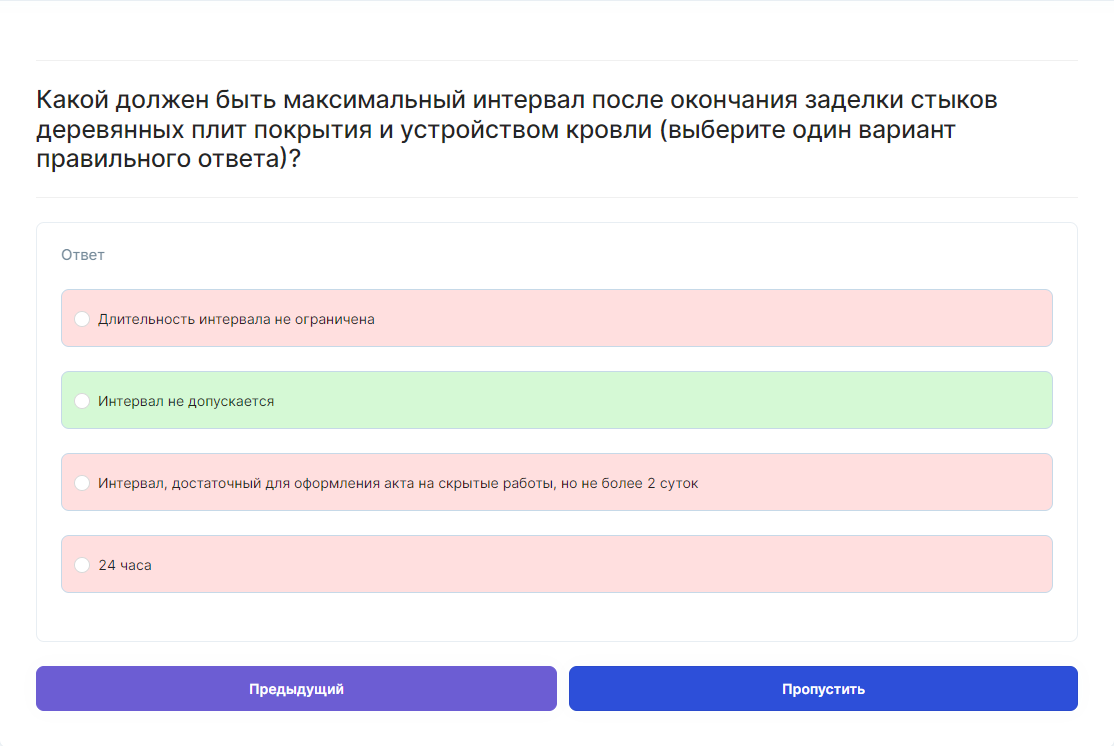 Какой должен быть максимальный интервал после окончания заделки стыков
деревянных плит покрытия и устройством кровли (выберите один вариант
правильного ответа)?
Ответ
Длительность интервала не ограничена
Интервал не допускается
Интервал, достаточный для оформления акта на скрытые работы, но не более 2 суток
24 часа
Предыдущий
Пропустить